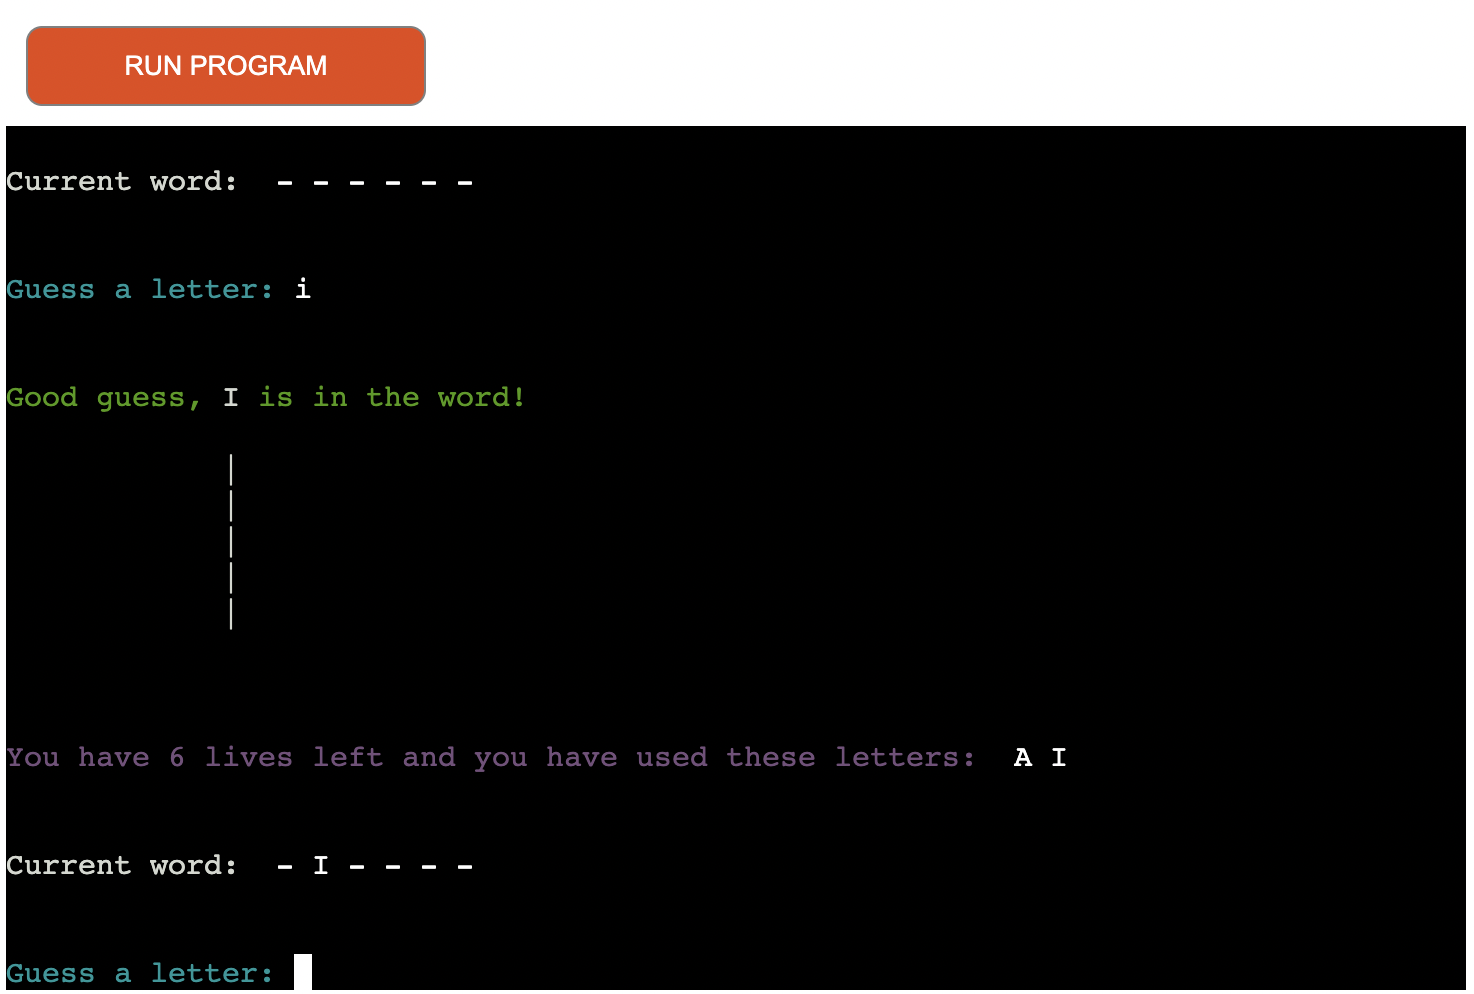 RUN PROGRAM
Current word:  - - - - - -
Guess a letter: i
Good guess, I is in the word!
|
|
|
|
|
You have 6 lives left and you have used these letters:  A I
Current word:  - I - - - -
Guess a letter: